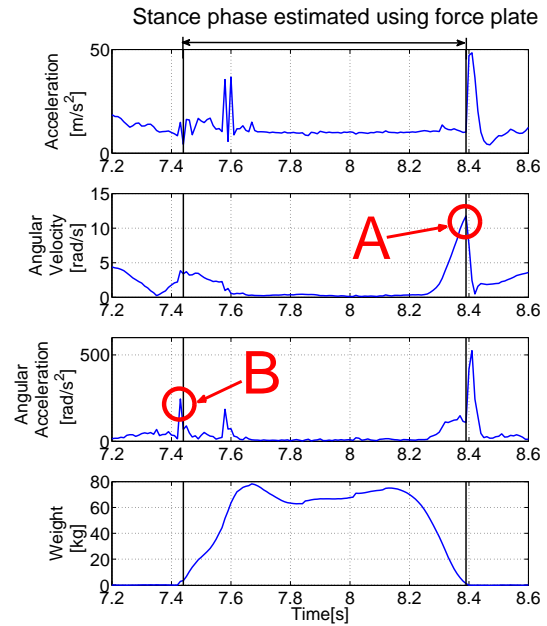 Stance phase estimated using force plate
Acceleration
[m/s²]
50
0
7.2 7.4 7.6 7.8 8 8.2 8.4 8.6
Angular
Velocity
[rad/s]
15
10
5
0
A
7.2 7.4 7.6 7.8 8 8.2 8.4 8.6
Angular
Acceleration
[rad/s²]
500
0
B
7.2 7.4 7.6 7.8 8 8.2 8.4 8.6
Weight
[kg]
80
60
40
20
0
7.2 7.4 7.6 7.8 8 8.2 8.4 8.6
Time[s]